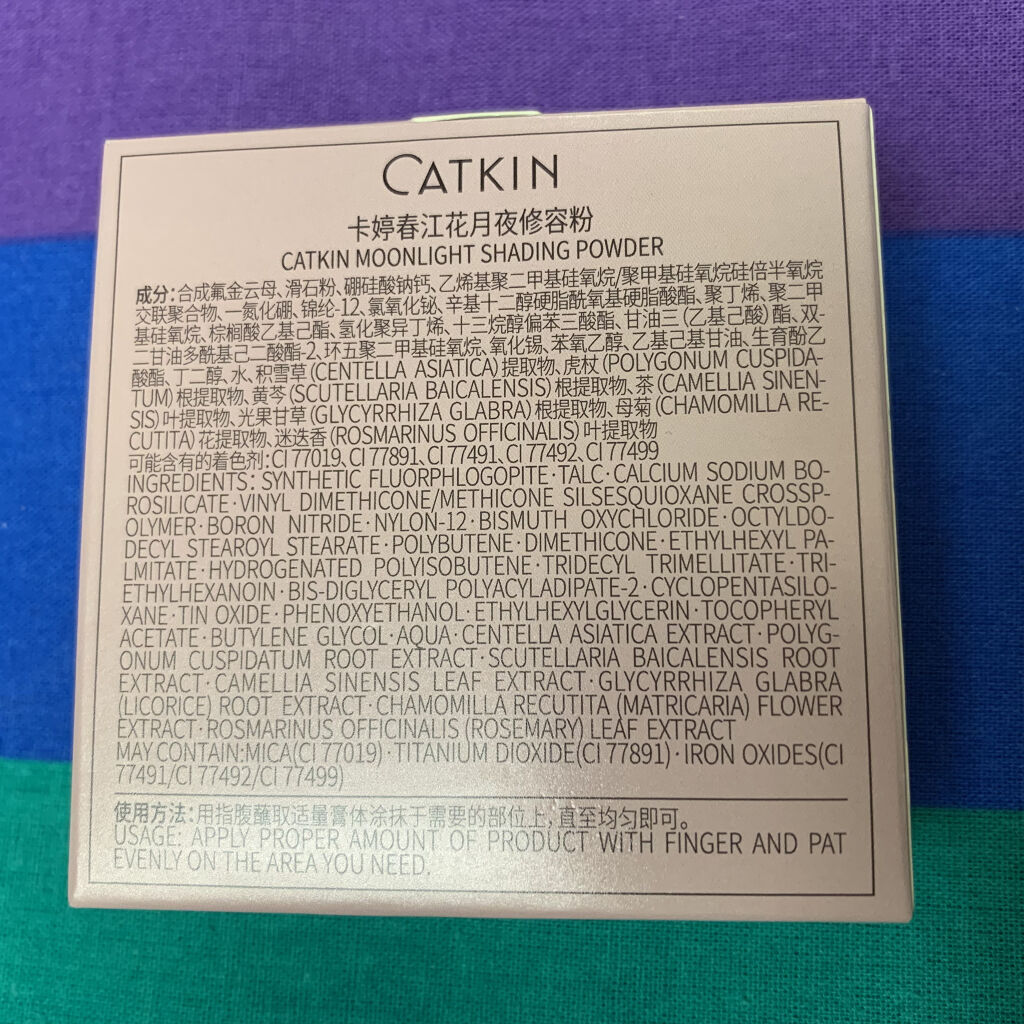 CATKIN
卡婷春江花月夜修容粉
CATKIN MOONLIGHT SHADING POWDER
成分:合成氟金云母、滑石粉、硼硅酸钠钙、乙烯基聚二甲基硅氧烷/聚甲基硅氧烷硅倍半氧烷
交联聚合物、一氮化硼、锦纶-12、氯氧化铋、辛基十二醇硬脂酰氧基硬脂酸酯、聚丁烯、聚二甲
基硅氧烷、棕榈酸乙基己酯、氢化聚异丁烯、十三烷醇偏苯三酸酯、甘油三(乙基己酸)酯、双-
二甘油多酰基己二酸酯-2、环五聚二甲基硅氧烷、氧化锡、苯氧乙醇、乙基己基甘油、生育酚乙
酸酯、丁二醇、水、积雪草(CENTELLA ASIATICA)提取物、虎杖(POLYGONUM CUSPIDA-
TUM)根提取物、黄芩(SCUTELLARIA BAICALENSIS)根提取物、茶(CAMELLIA SINEN-
SIS)叶提取物、光果甘草(GLYCYRRHIZA GLABRA)根提取物、母菊(CHAMOMILLA RE-
CUTITA)花提取物、迷迭香(ROSMARINUS OFFICINALIS)叶提取物
可能含有的着色剂:CI 77019、CI 77891、CI 77491、CI 77492、CI 77499
INGREDIENTS: SYNTHETIC FLUORPHLOGOPITE·TALC·CALCIUM SODIUM BO-
ROSILICATE·VINYL DIMETHICONE/METHICONE SILSESQUIOXANE CROSSP-
OLYMER·BORON NITRIDE·NYLON-12·BISMUTH OXYCHLORIDE·OCTYLDO-
DECYL STEAROYL STEARATE·POLYBUTENE·DIMETHICONE·ETHYLHEXYL PA-
LMITATE·HYDROGENATED POLYISOBUTENE·TRIDECYL TRIMELLITATE·TRI-
ETHYLHEXANOIN·BIS-DIGLYCERYL POLYACYLADIPATE-2·CYCLOPENTASILO-
XANE·TIN OXIDE·PHENOXYETHANOL·ETHYLHEXYLGLYCERIN·TOCOPHERYL
ACETATE·BUTYLENE GLYCOL·AQUA·CENTELLA ASIATICA EXTRACT·POLYG-
ONUM CUSPIDATUM ROOT EXTRACT·SCUTELLARIA BAICALENSIS ROOT
EXTRACT·CAMELLIA SINENSIS LEAF EXTRACT·GLYCYRRHIZA GLABRA
(LICORICE) ROOT EXTRACT·CHAMOMILLA RECUTITA (MATRICARIA) FLOWER
EXTRACT·ROSMARINUS OFFICINALIS (ROSEMARY) LEAF EXTRACT
MAY CONTAIN:MICA(CI 77019)·TITANIUM DIOXIDE(CI 77891)·IRON OXIDES(CI
77491/CI 77492/CI 77499)
使用方法:用指腹蘸取适量膏体涂抹于需要的部位上,直至均匀即可。
USAGE: APPLY PROPER AMOUNT OF PRODUCT WITH FINGER AND PAT
EVENLY ON THE AREA YOU NEED.